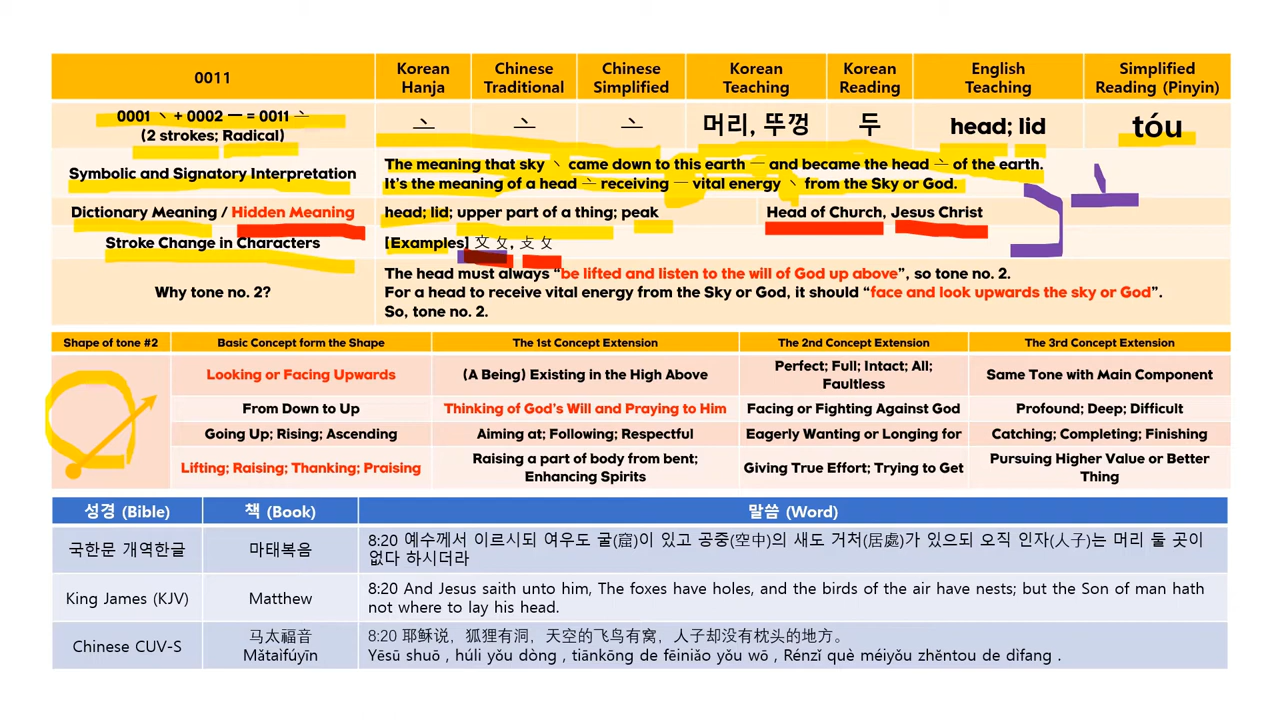 0011
Korean Hanja
Chinese Traditional
Chinese Simplified
Korean Teaching
Korean Reading
English Teaching
Simplified Reading (Pinyin)
0001 丶 + 0002 一 = 0011 亠
(2 strokes; Radical)
亠
亠
亠
머리, 뚜껑
두
head; lid
tóu
Symbolic and Signatory Interpretation
The meaning that sky 丶 came down to this earth 一 and became the head 亠 of the earth.
It's the meaning of a head 亠 receiving 一 vital energy 丶 from the Sky or God.
Dictionary Meaning / Hidden Meaning
head; lid; upper part of a thing; peak
Head of Church, Jesus Christ
Stroke Change in Characters
[Examples] 文 攵, 攴 攵
Why tone no. 2?
The head must always “be lifted and listen to the will of God up above”, so tone no. 2.
For a head to receive vital energy from the Sky or God, it should “face and look upwards the sky or God”.
So, tone no. 2.
Shape of tone #2
Basic Concept form the Shape
The 1st Concept Extension
The 2nd Concept Extension
The 3rd Concept Extension
Looking or Facing Upwards
(A Being) Existing in the High Above
Perfect; Full; Intact; All;
Faultless
Same Tone with Main Component
From Down to Up
Thinking of God's Will and Praying to Him
Facing or Fighting Against God
Profound; Deep; Difficult
Going Up; Rising; Ascending
Aiming at; Following; Respectful
Eagerly Wanting or Longing for
Catching; Completing; Finishing
Lifting; Raising; Thanking; Praising
Raising a part of body from bent;
Enhancing Spirits
Giving True Effort; Trying to Get
Pursuing Higher Value or Better
Thing
성경 (Bible)
책 (Book)
말씀 (Word)
국한문 개역한글
마태복음
8:20 예수께서 이르시되 여우도 굴(窟)이 있고 공중(空中)의 새도 거처(居處)가 있으되 오직 인자(人子)는 머리 둘 곳이
없다 하시더라
King James (KJV)
Matthew
8:20 And Jesus saith unto him, The foxes have holes, and the birds of the air have nests; but the Son of man hath
not where to lay his head.
Chinese CUV-S
马太福音
Mǎtaìfúyīn
8:20 耶稣说，狐狸有洞，天空的飞鸟有窝，人子却没有枕头的地方。
Yēsū shuō , húli yǒu dòng , tiānkōng de fēiniǎo yǒu wō , Rénzǐ què méiyǒu zhěntou de dìfang .